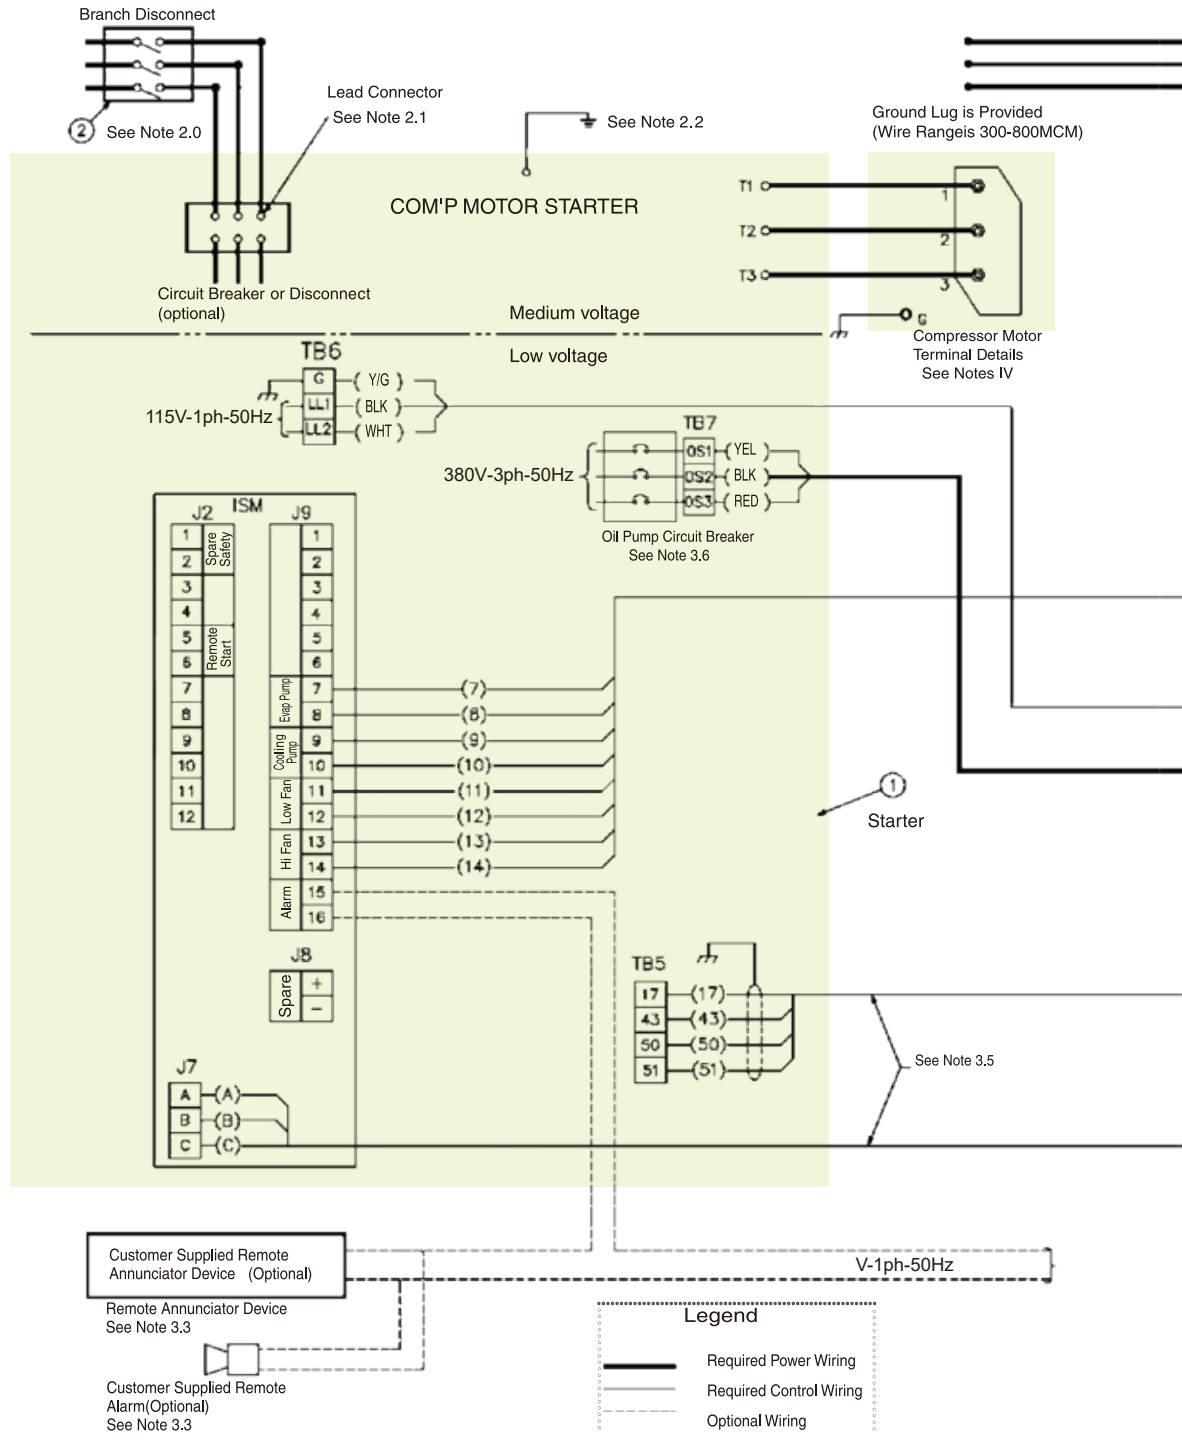 Branch Disconnect
2
See Note 2.0
Lead Connector
See Note 2.1
See Note 2.2
Ground Lug is Provided
(Wire Rangeis 300-800MCM)
COM'P MOTOR STARTER
T1
T2
T3
1
2
3
G
Circuit Breaker or Disconnect
(optional)
Medium voltage
Low voltage
Compressor Motor
Terminal Details
See Notes IV
TB6
G ( Y/G )
LL1 ( BLK )
LL2 ( WHT )
115V-1ph-50Hz
TB7
OS1 ( YEL )
OS2 ( BLK )
OS3 ( RED )
380V-3ph-50Hz
Oil Pump Circuit Breaker
See Note 3.6
ISM
J2
1
2
3
4
5
6
7
8
9
10
11
12
Spare
Safety
Remote
Start
J9
1
2
3
4
5
6
7
8
9
10
11
12
13
14
15
16
Evap Pump
Cooling
Pump
Low Fan
Hi Fan
Alarm
(7)
(8)
(9)
(10)
(11)
(12)
(13)
(14)
1
Starter
J8
Spare
+
−
TB5
17 (17)
43 (43)
50 (50)
51 (51)
See Note 3.5
J7
A (A)
B (B)
C (C)
Customer Supplied Remote
Annunciator Device (Optional)
Remote Annunciator Device
See Note 3.3
V-1ph-50Hz
Customer Supplied Remote
Alarm(Optional)
See Note 3.3
Legend
Required Power Wiring
Required Control Wiring
Optional Wiring